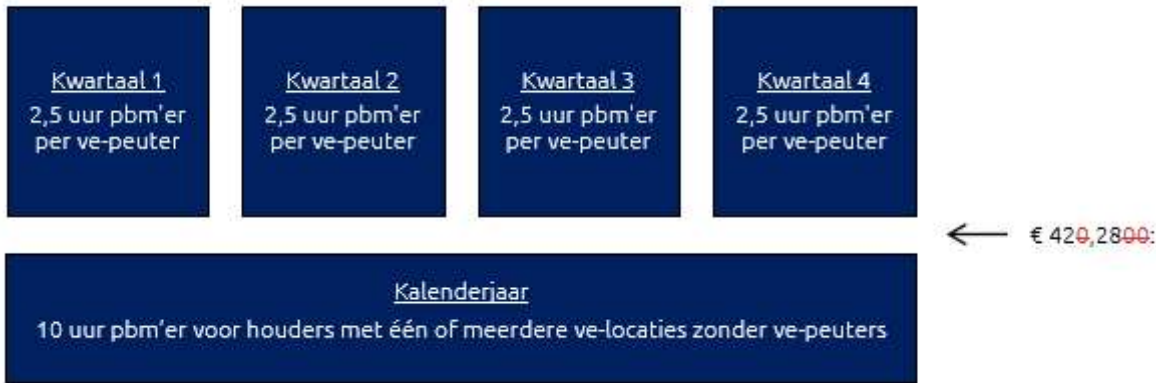 Kwartaal 1
2,5 uur pbm'er
per ve-peuter
Kwartaal 2
2,5 uur pbm'er
per ve-peuter
Kwartaal 3
2,5 uur pbm'er
per ve-peuter
Kwartaal 4
2,5 uur pbm'er
per ve-peuter
€ 420,2800:
Kalenderjaar
10 uur pbm’er voor houders met één of meerdere ve-locaties zonder ve-peuters